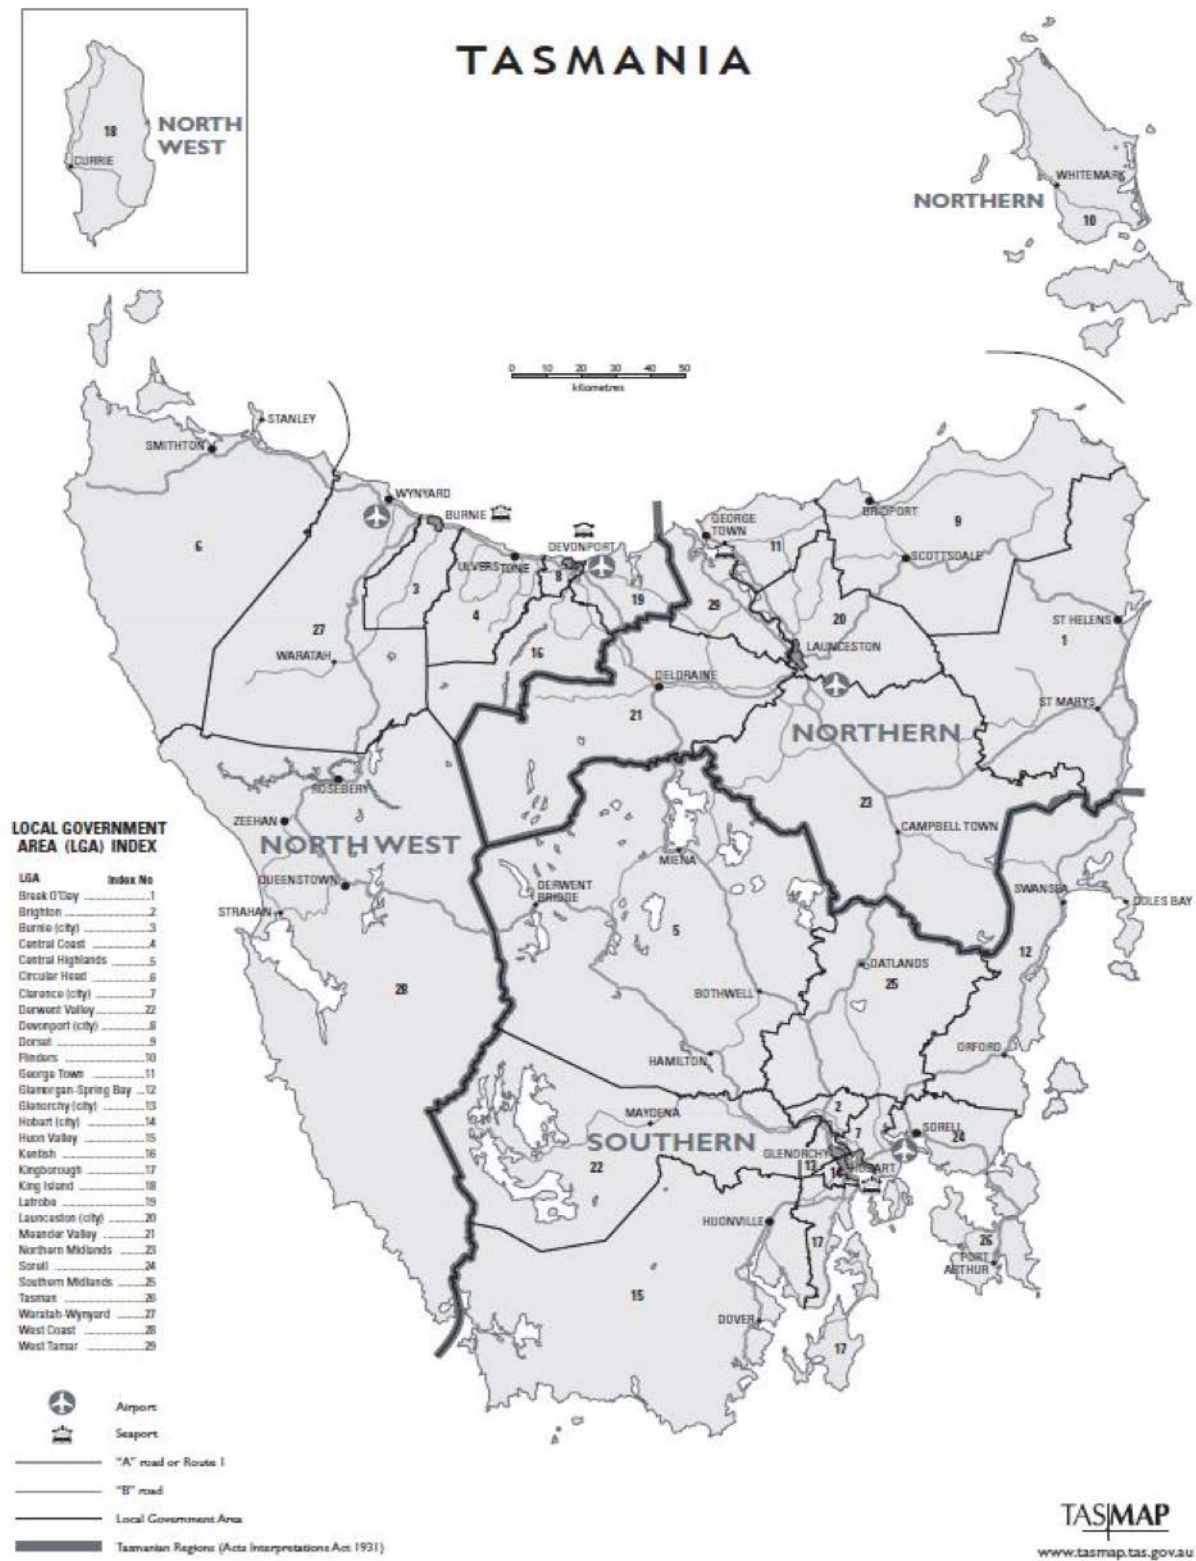 TASMANIA
18
NORTH
WEST
CURRIE
WHITEMARK
NORTHERN
10
0 10 20 30 40 50
kilometres
STANLEY
SMITHTON
WYNYARD
BURNIE
GEORGE
TOWN
BRIDPORT
9
DEVONPORT
11
6
ULVERSTONE
8
SCOTTSDALE
3
19
29
4
20
ST HELENS
27
1
16
LAUNCESTON
WARATAH
DELORAINE
ST MARYS
21
NORTHERN
ROSEBERY
23
ZEEHAN
CAMPBELL TOWN
NORTH WEST
MIENA
QUEENSTOWN
DERWENT
BRIDGE
SWANSEA
COLES BAY
STRAHAN
5
12
OATLANDS
28
25
BOTHWELL
ORFORD
HAMILTON
2
MAYDENA
7
SORELL
24
SOUTHERN
GLENORCHY
22
13
14
HOBART
HUONVILLE
17
26
PORT
ARTHUR
15
DOVER
17
LOCAL GOVERNMENT
AREA (LGA) INDEX
LGA Index No
Break O'Day 1
Brighton 2
Burnie (city) 3
Central Coast 4
Central Highlands 5
Circular Head 6
Clarence (city) 7
Derwent Valley 22
Devonport (city) 8
Dorset 9
Flinders 10
George Town 11
Glamorgan-Spring Bay 12
Glenorchy (city) 13
Hobart (city) 14
Huon Valley 15
Kentish 16
Kingborough 17
King Island 18
Latrobe 19
Launceston (city) 20
Meander Valley 21
Northern Midlands 23
Sorell 24
Southern Midlands 25
Tasman 26
Waratah-Wynyard 27
West Coast 28
West Tamar 29
Airport
Seaport
"A" road or Route 1
"B" road
Local Government Area
Tasmanian Regions (Acts Interpretations Act 1931)
TASMAP
www.tasmap.tas.gov.au